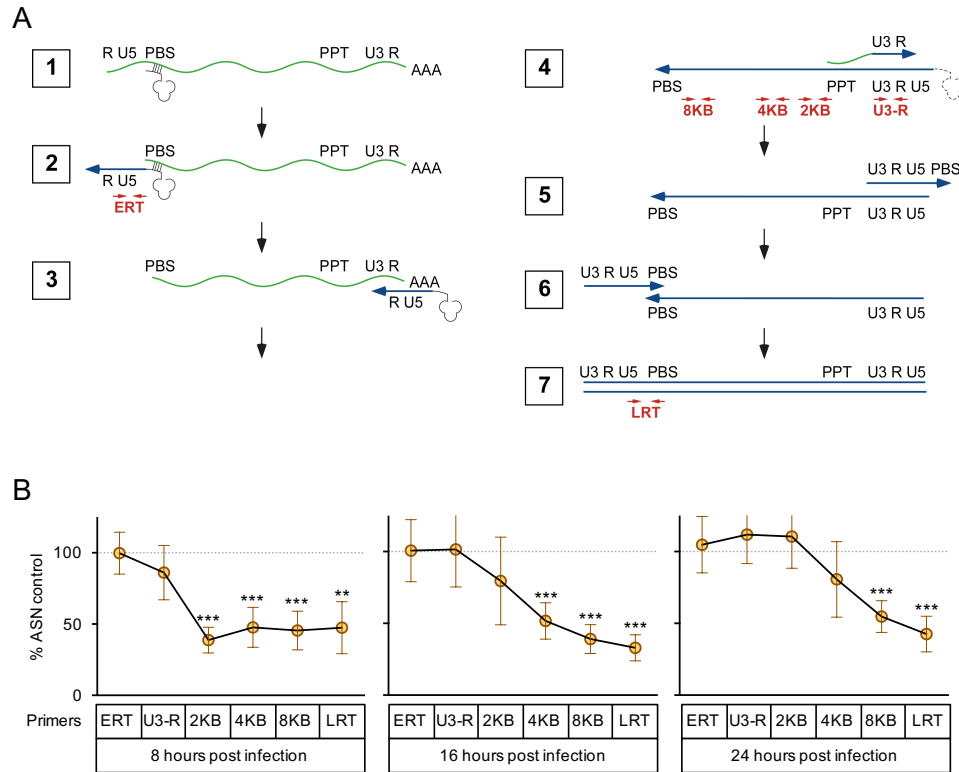 A
1
R U5 PBS PPT U3 R AAA
2
PBS PPT U3 R AAA
R U5
ERT
3
PBS PPT U3 R AAA
R U5
4
U3 R
PBS PPT U3 R U5
8KB 4KB 2KB U3-R
5
U3 R U5 PBS
PBS PPT U3 R U5
6
U3 R U5 PBS
PBS U3 R U5
7
U3 R U5 PBS PPT U3 R U5
LRT
B
% ASN control
100
50
0
*** *** *** **
*** *** ***
*** ***
Primers ERT U3-R 2KB 4KB 8KB LRT ERT U3-R 2KB 4KB 8KB LRT ERT U3-R 2KB 4KB 8KB LRT
8 hours post infection 16 hours post infection 24 hours post infection